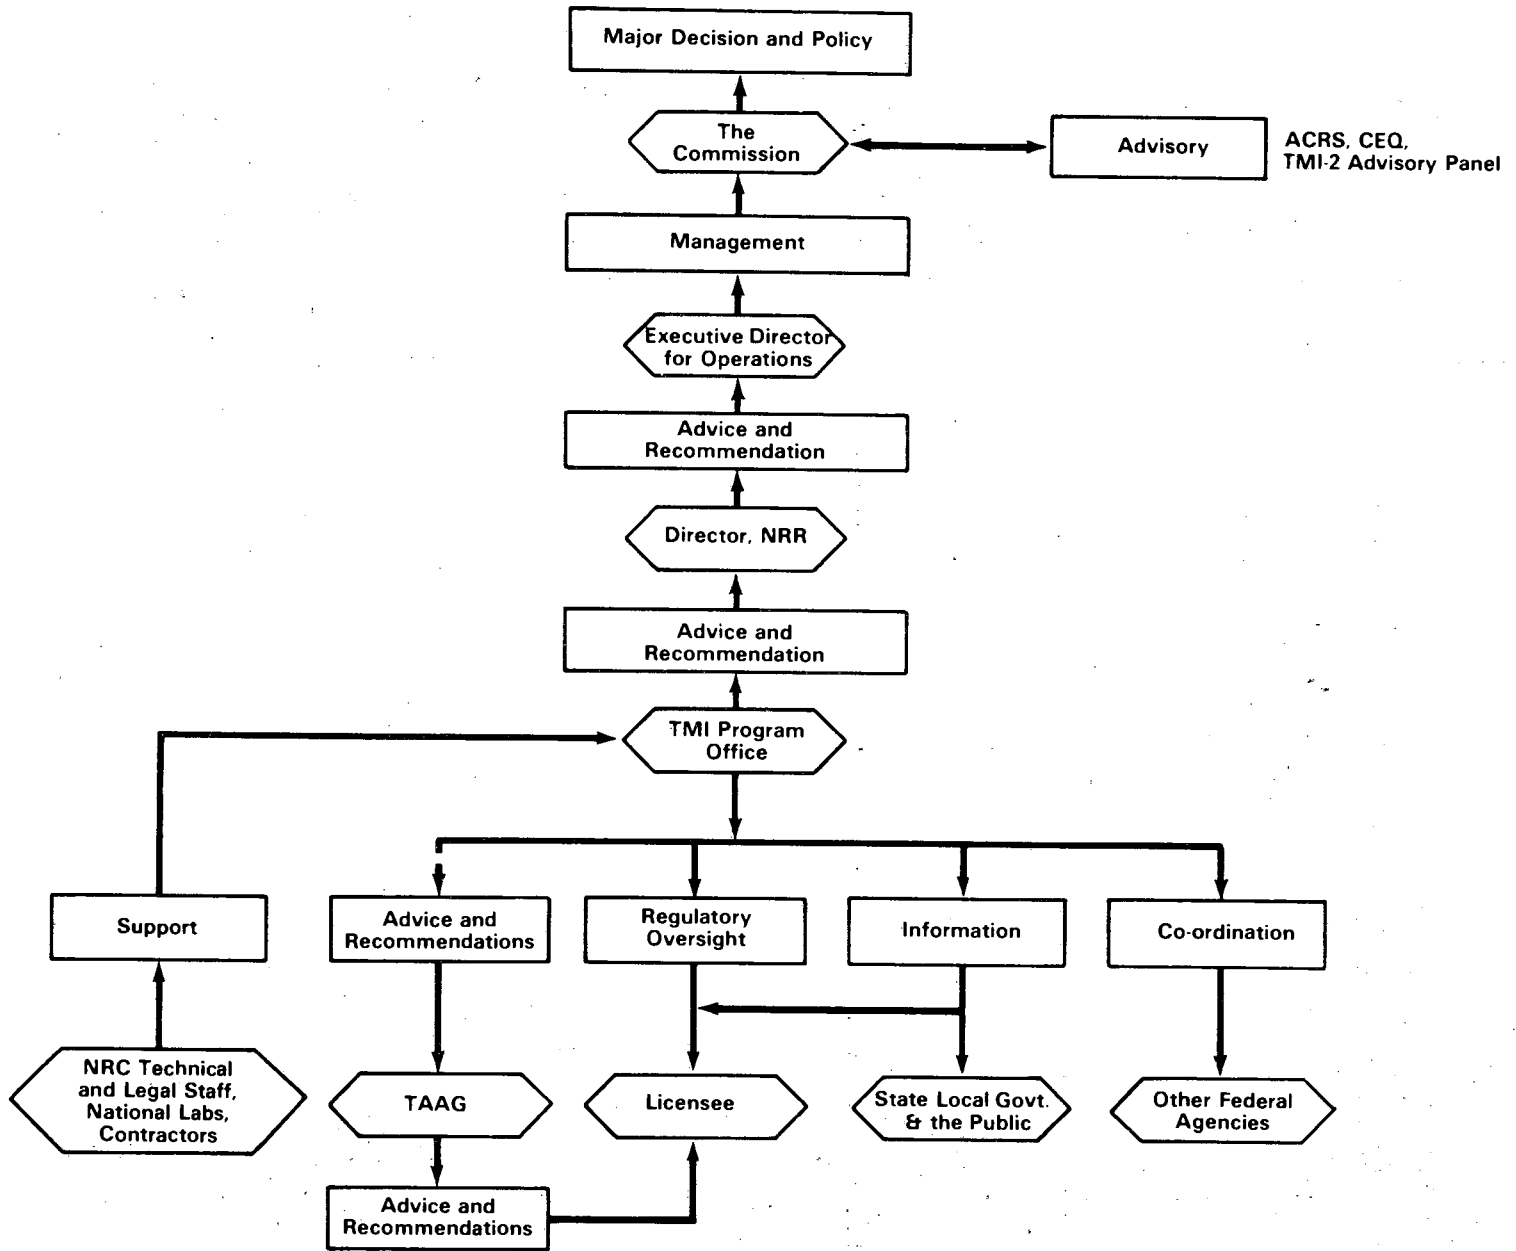 Major Decision and Policy
The
Commission
Advisory
ACRS, CEQ,
TMI-2 Advisory Panel
Management
Executive Director
for Operations
Advice and
Recommendation
Director, NRR
Advice and
Recommendation
TMI Program
Office
Support
Advice and
Recommendations
Regulatory
Oversight
Information
Co-ordination
NRC Technical
and Legal Staff,
National Labs,
Contractors
TAAG
Licensee
State Local Govt.
& the Public
Other Federal
Agencies
Advice and
Recommendations